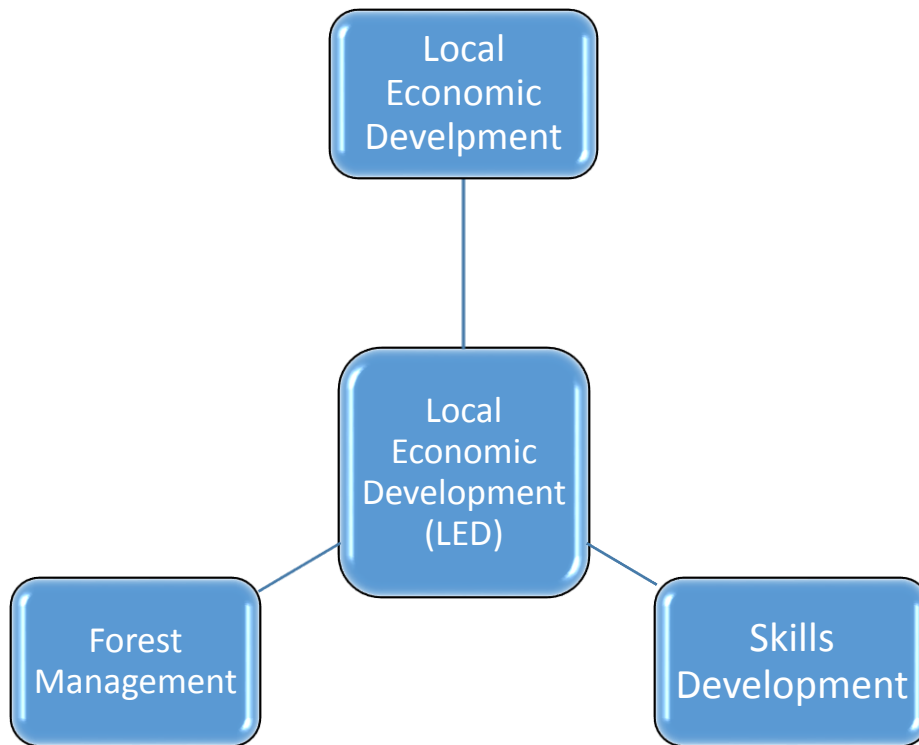 Local
Economic
Develpment
Local
Economic
Development
(LED)
Forest
Management
Skills
Development